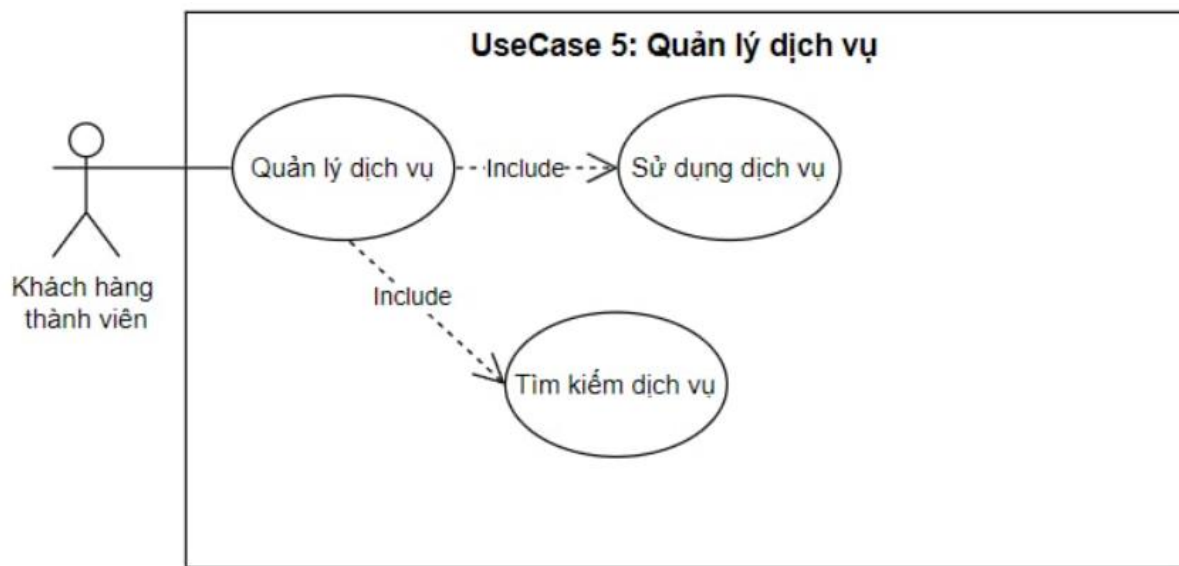 UseCase 5: Quản lý dịch vụ
Quản lý dịch vụ
Include
Sử dụng dịch vụ
Khách hàng
thành viên
Include
Tìm kiếm dịch vụ